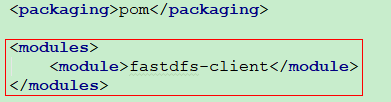 <packaging>pom</packaging>
<modules>
<module>fastdfs-client</module>
</modules>